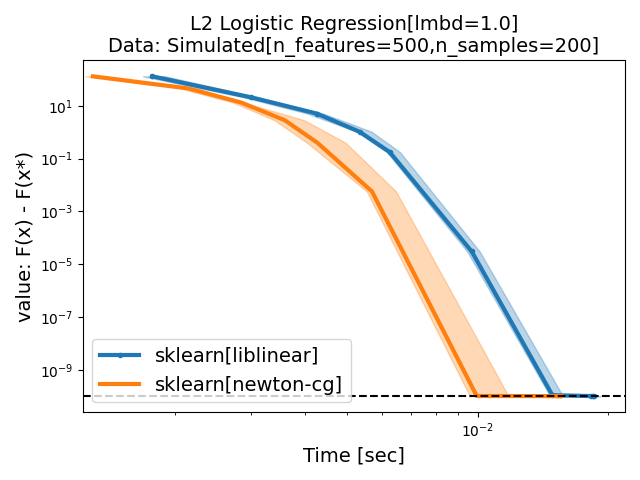 L2 Logistic Regression[lmbd=1.0]
Data: Simulated[n_features=500,n_samples=200]
value: F(x) - F(x*)
10¹
10⁻¹
10⁻³
10⁻⁵
10⁻⁷
10⁻⁹
sklearn[liblinear]
sklearn[newton-cg]
10⁻²
Time [sec]